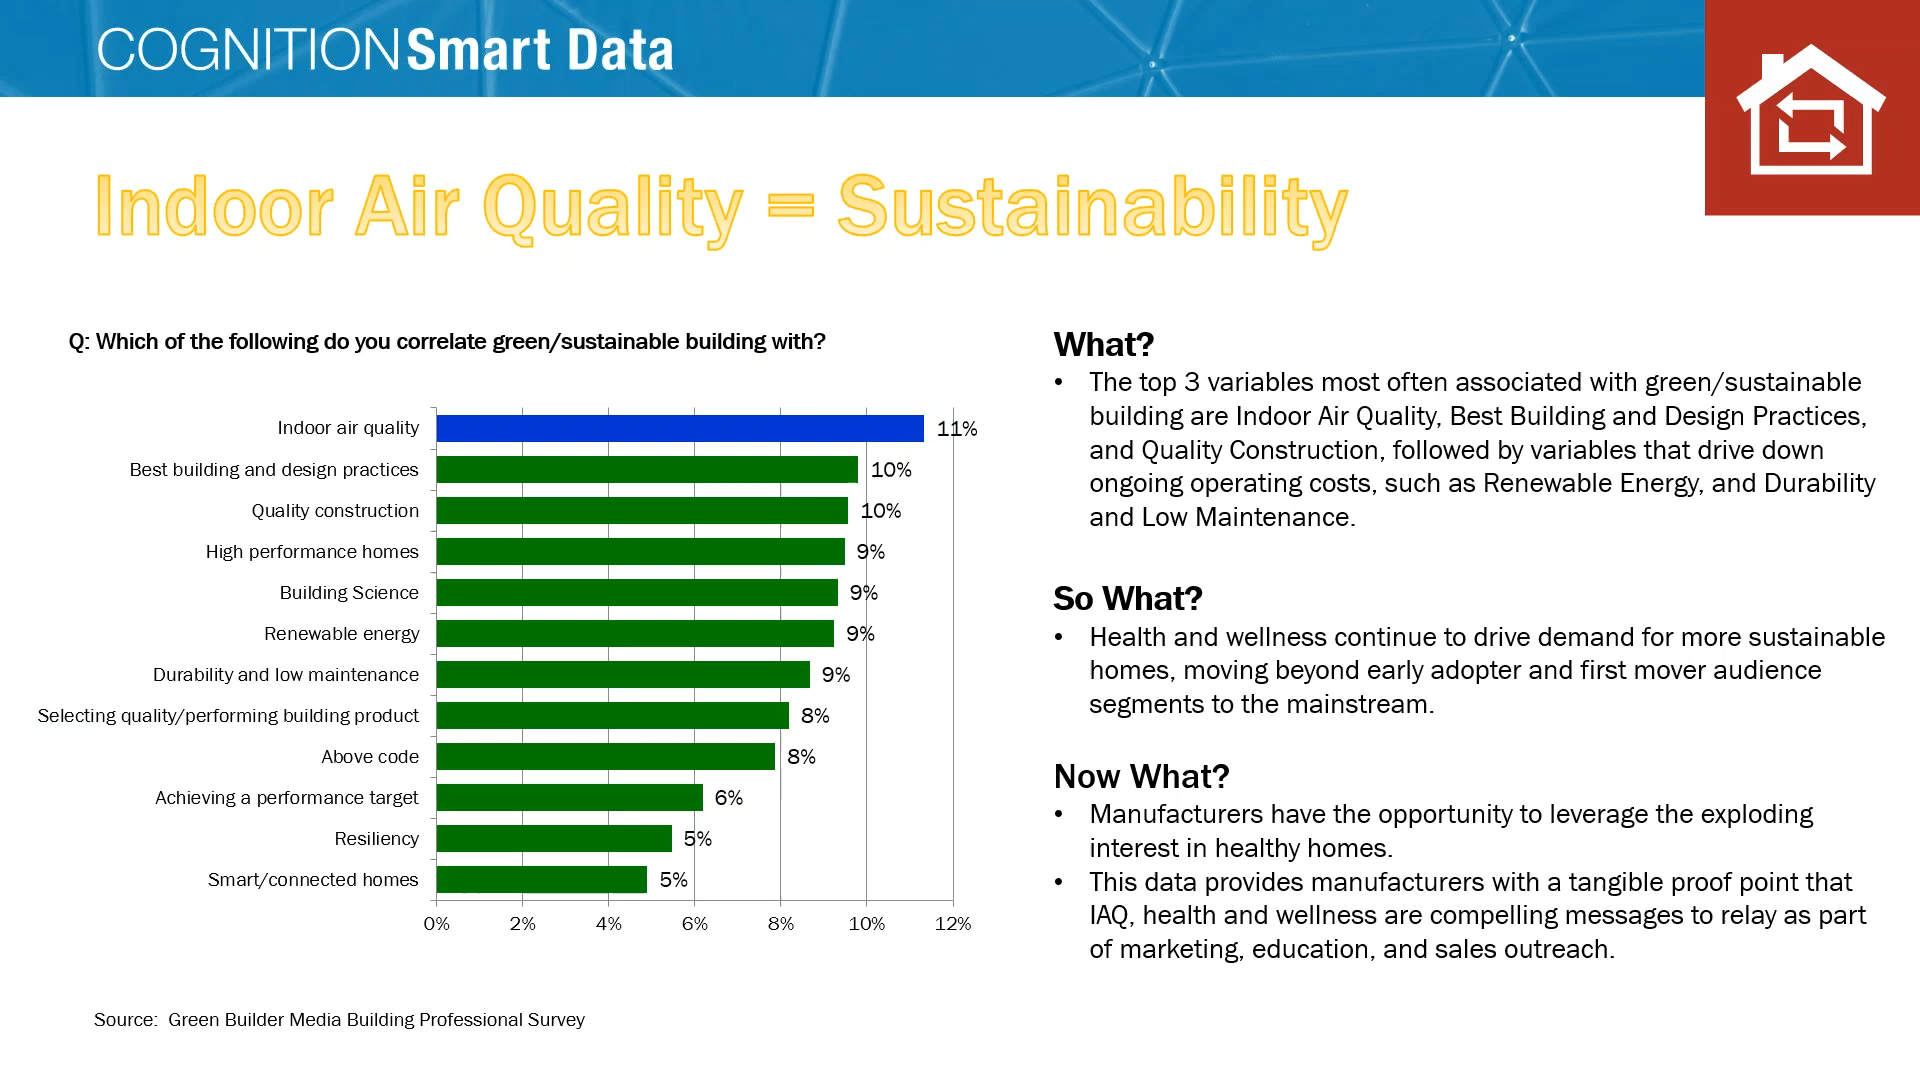 COGNITION Smart Data
Indoor Air Quality = Sustainability
Q: Which of the following do you correlate green/sustainable building with?
Indoor air quality 11%
Best building and design practices 10%
Quality construction 10%
High performance homes 9%
Building Science 9%
Renewable energy 9%
Durability and low maintenance 9%
Selecting quality/performing building product 8%
Above code 8%
Achieving a performance target 6%
Resiliency 5%
Smart/connected homes 5%
0% 2% 4% 6% 8% 10% 12%
Source: Green Builder Media Building Professional Survey
What?
• The top 3 variables most often associated with green/sustainable
building are Indoor Air Quality, Best Building and Design Practices,
and Quality Construction, followed by variables that drive down
ongoing operating costs, such as Renewable Energy, and Durability
and Low Maintenance.
So What?
• Health and wellness continue to drive demand for more sustainable
homes, moving beyond early adopter and first mover audience
segments to the mainstream.
Now What?
• Manufacturers have the opportunity to leverage the exploding
interest in healthy homes.
• This data provides manufacturers with a tangible proof point that
IAQ, health and wellness are compelling messages to relay as part
of marketing, education, and sales outreach.